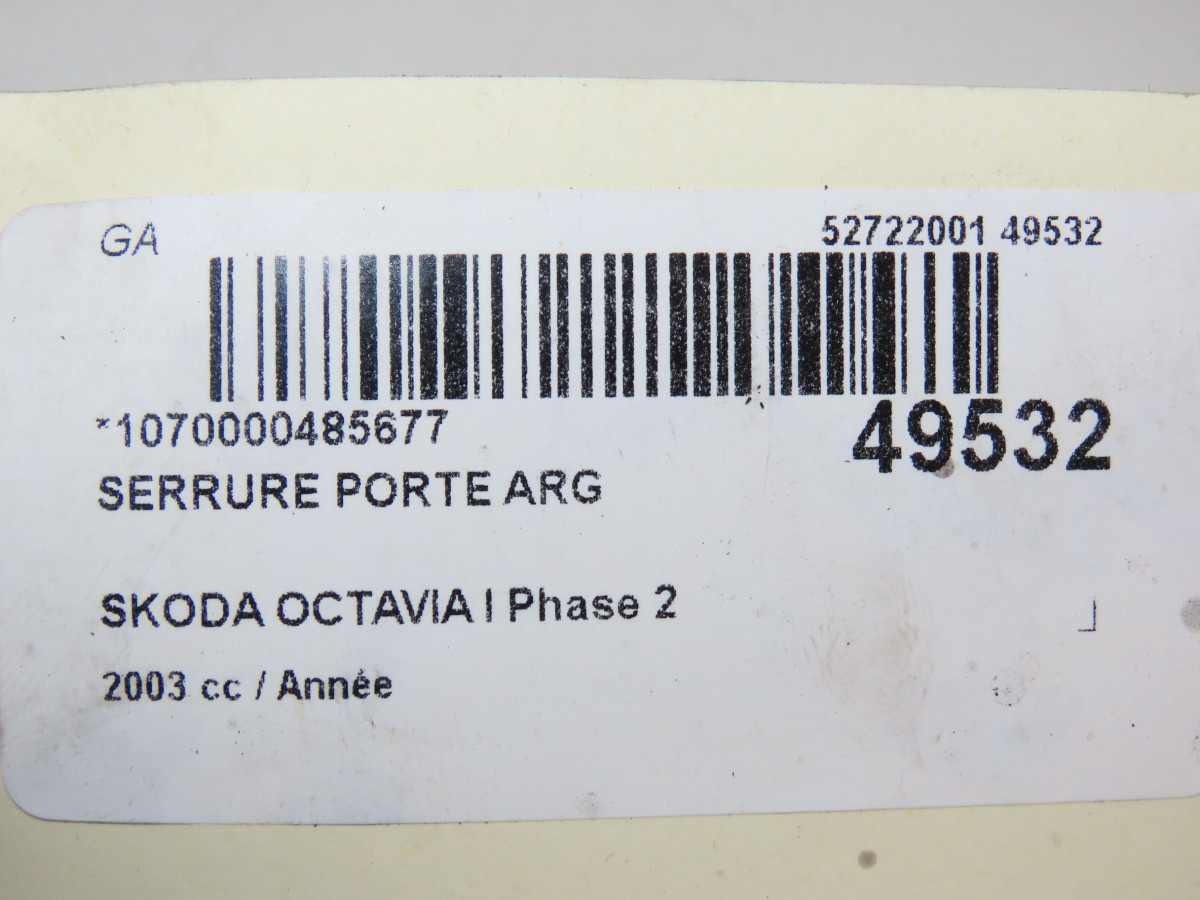 GA
52722001 49532
*1070000485677
49532
SERRURE PORTE ARG
SKODA OCTAVIA I Phase 2
2003 cc / Année